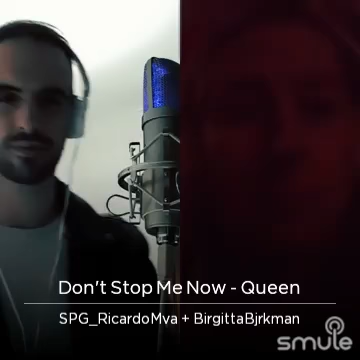 Don't Stop Me Now - Queen
SPG_RicardoMva + BirgittaBjrkman
smule